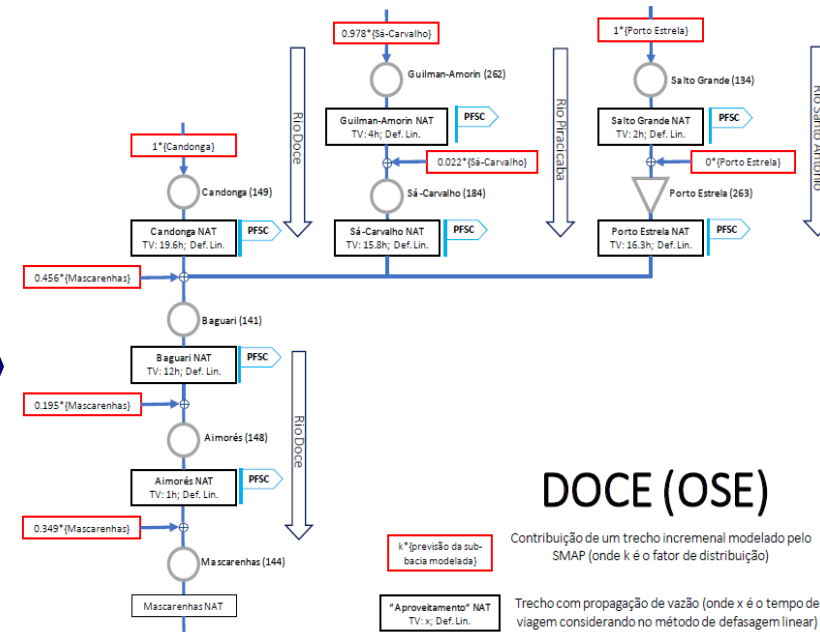 0.978*{Sá-Carvalho}
1*{Porto Estrela}
Guilman-Amorin (262)
Salto Grande (134)
Guilman-Amorin NAT
TV: 4h; Def. Lin.
PFSC
Salto Grande NAT
TV: 2h; Def. Lin.
PFSC
Rio Doce
Rio Piracicaba
Rio Santo Antonio
1*{Candonga}
0.022*{Sá-Carvalho}
0*{Porto Estrela}
Candonga (149)
Sá-Carvalho (184)
Porto Estrela (263)
Candonga NAT
TV: 19.6h; Def. Lin.
PFSC
Sá-Carvalho NAT
TV: 15.8h; Def. Lin.
PFSC
Porto Estrela NAT
TV: 16.3h; Def. Lin.
PFSC
0.456*{Mascarenhas}
Baguari (141)
Baguari NAT
TV: 12h; Def. Lin.
PFSC
0.195*{Mascarenhas}
Rio Doce
Aimorés (148)
Aimorés NAT
TV: 1h; Def. Lin.
PFSC
0.349*{Mascarenhas}
Mascarenhas (144)
Mascarenhas NAT
DOCE (OSE)
k*{previsão da sub-
bacia modelada}
Contribuição de um trecho incremenal modelado pelo
SMAP (onde k é o fator de distribuição)
"Aproveitamento" NAT
TV: x; Def. Lin.
Trecho com propagação de vazão (onde x é o tempo de
viagem considerando no método de defasagem linear)